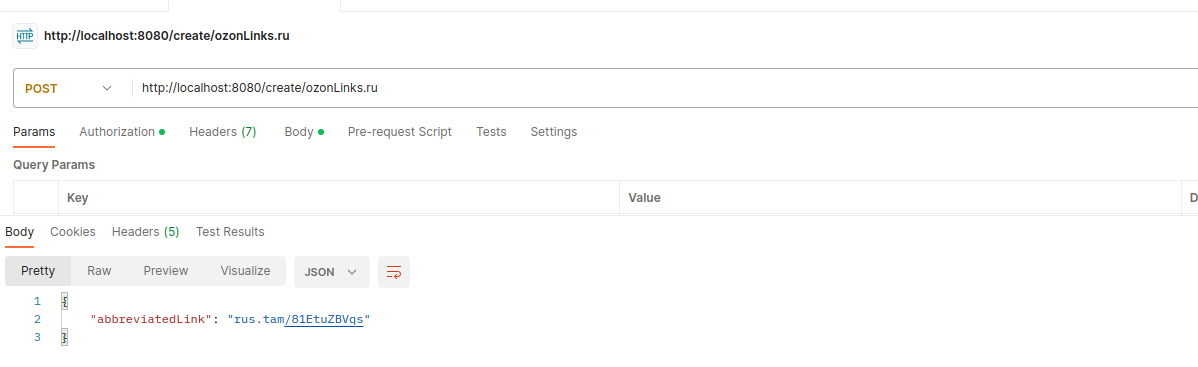 HTTP http://localhost:8080/create/ozonLinks.ru
POST http://localhost:8080/create/ozonLinks.ru
Params Authorization Headers (7) Body Pre-request Script Tests Settings
Query Params
Key Value D
Body Cookies Headers (5) Test Results
Pretty Raw Preview Visualize JSON
1 {
2 "abbreviatedLink": "rus.tam/81EtuZBVqs"
3 }